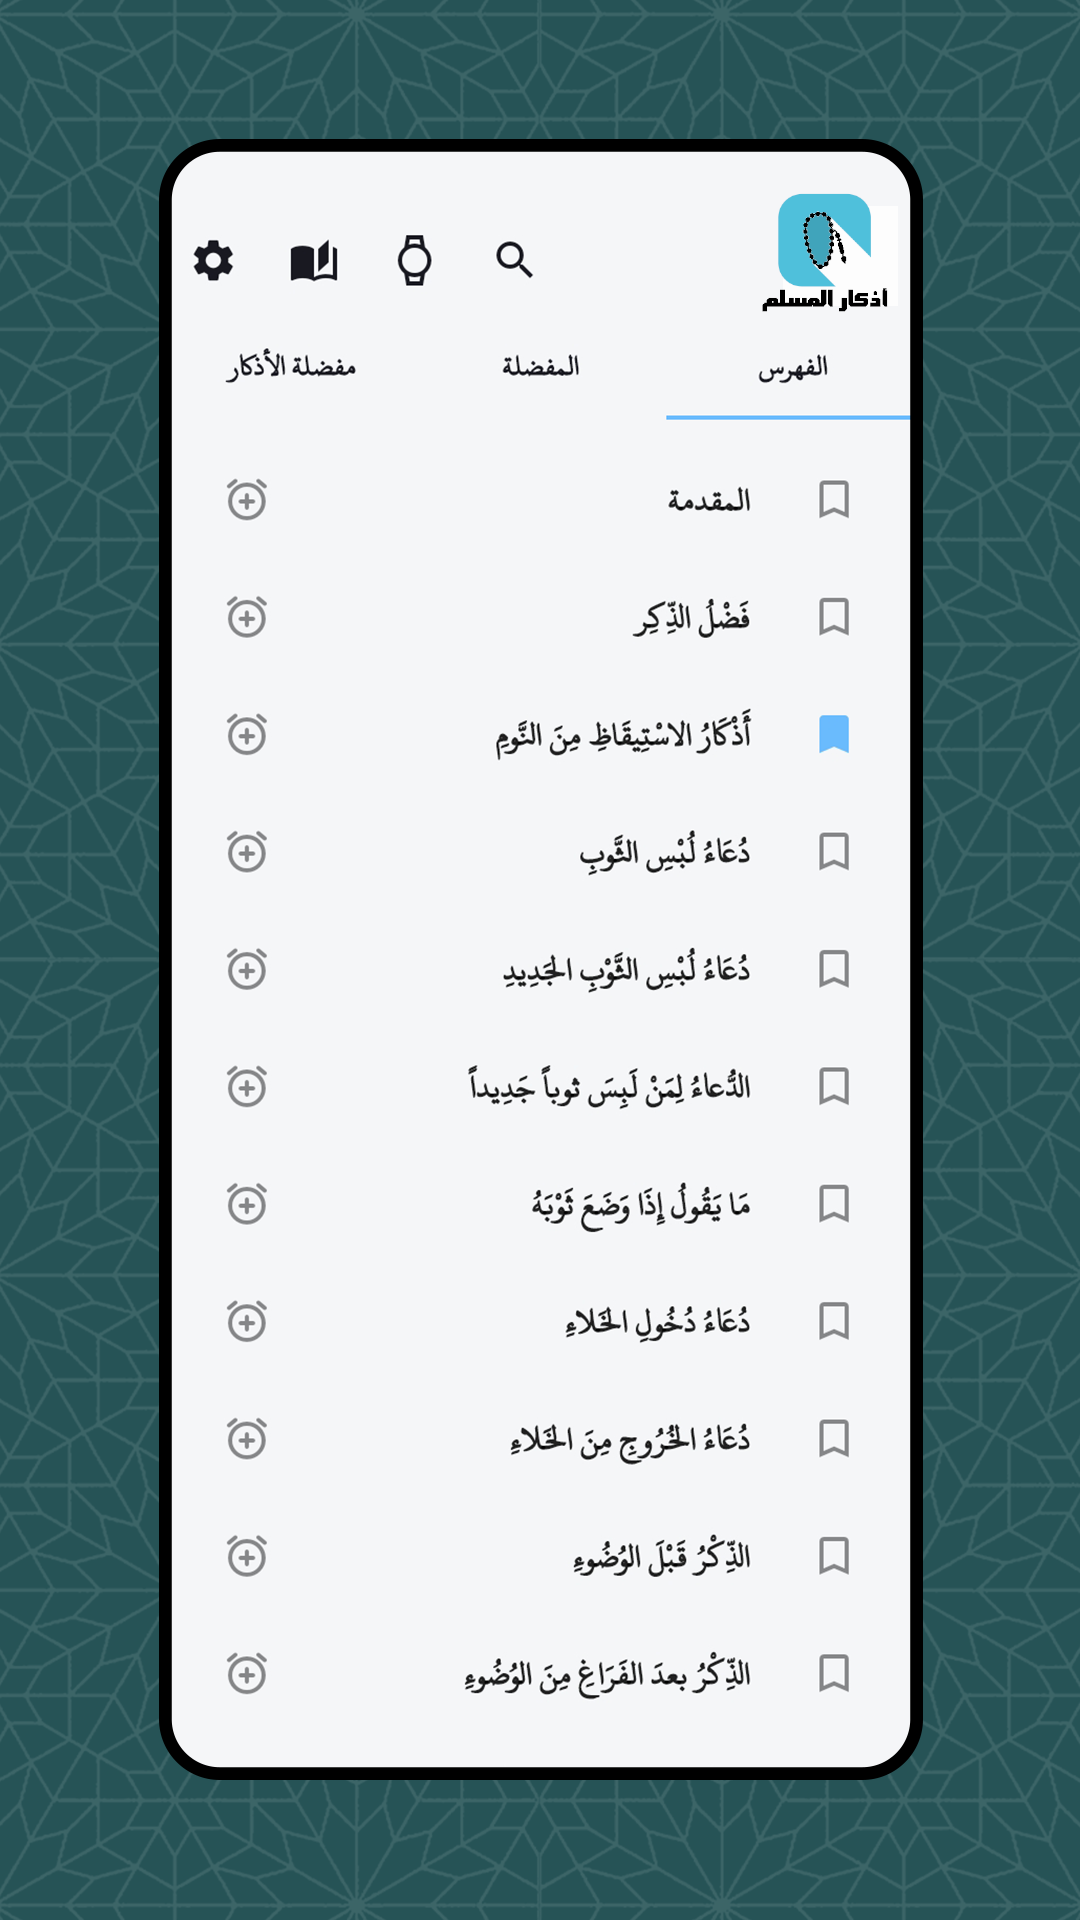 أذكار المسلم
الفهرس
المفضلة
مفضلة الأذكار
المقدمة
فَضْلُ الذِّكِر
أَذْكَارُ الاسْتِيقَاظِ مِنَ النَّومِ
دُعَاءُ لُبْسِ الثَّوبِ
دُعَاءُ لُبْسِ الثَّوْبِ الجَدِيدِ
الدُّعاءُ لِمَنْ لَبِسَ ثوباً جَدِيداً
مَا يَقُولُ إِذَا وَضَعَ ثَوْبَهُ
دُعَاءُ دُخُولِ الخَلاءِ
دُعَاءُ الخُرُوجِ مِنَ الخَلاءِ
الذِّكْرُ قَبْلَ الوُضُوءِ
الذِّكْرُ بعدَ الفَرَاغِ مِنَ الوُضُوءِ